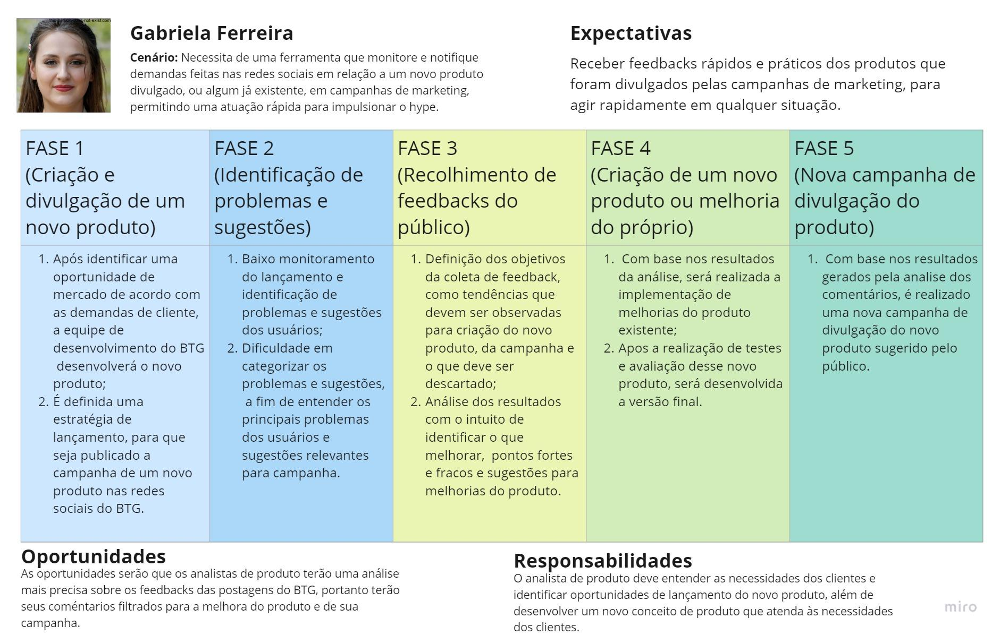 this-person-does-not-exist.com
Gabriela Ferreira
Cenário: Necessita de uma ferramenta que monitore e notifique
demandas feitas nas redes sociais em relação a um novo produto
divulgado, ou algum já existente, em campanhas de marketing,
permitindo uma atuação rápida para impulsionar o hype.
Expectativas
Receber feedbacks rápidos e práticos dos produtos que
foram divulgados pelas campanhas de marketing, para
agir rapidamente em qualquer situação.
FASE 1
(Criação e
divulgação de um
novo produto)
1. Após identificar uma
oportunidade de
mercado de acordo com
as demandas de cliente,
a equipe de
desenvolvimento do BTG
desenvolverá o novo
produto;
2. É definida uma
estratégia de
lançamento, para que
seja publicado a
campanha de um novo
produto nas redes
sociais do BTG.
FASE 2
(Identificação de
problemas e
sugestões)
1. Baixo monitoramento
do lançamento e
identificação de
problemas e sugestões
dos usuários;
2. Dificuldade em
categorizar os
problemas e sugestões,
a fim de entender os
principais problemas
dos usuários e
sugestões relevantes
para campanha.
FASE 3
(Recolhimento de
feedbacks do
público)
1. Definição dos objetivos
da coleta de feedback,
como tendências que
devem ser observadas
para criação do novo
produto, da campanha e
o que deve ser
descartado;
2. Análise dos resultados
com o intuito de
identificar o que
melhorar, pontos fortes
e fracos e sugestões para
melhorias do produto.
FASE 4
(Criação de um novo
produto ou melhoria
do próprio)
1. Com base nos resultados
da análise, será realizada a
implementação de
melhorias do produto
existente;
2. Apos a realização de testes
e avaliação desse novo
produto, será desenvolvida
a versão final.
FASE 5
(Nova campanha de
divulgação do
produto)
1. Com base nos resultados
gerados pela analise dos
comentários, é realizado
uma nova campanha de
divulgação do novo
produto sugerido pelo
público.
Oportunidades
As oportunidades serão que os analistas de produto terão uma análise
mais precisa sobre os feedbacks das postagens do BTG, portanto terão
seus coméntarios filtrados para a melhora do produto e de sua
campanha.
Responsabilidades
O analista de produto deve entender as necessidades dos clientes e
identificar oportunidades de lançamento do novo produto, além de
desenvolver um novo conceito de produto que atenda às necessidades
dos clientes.
miro